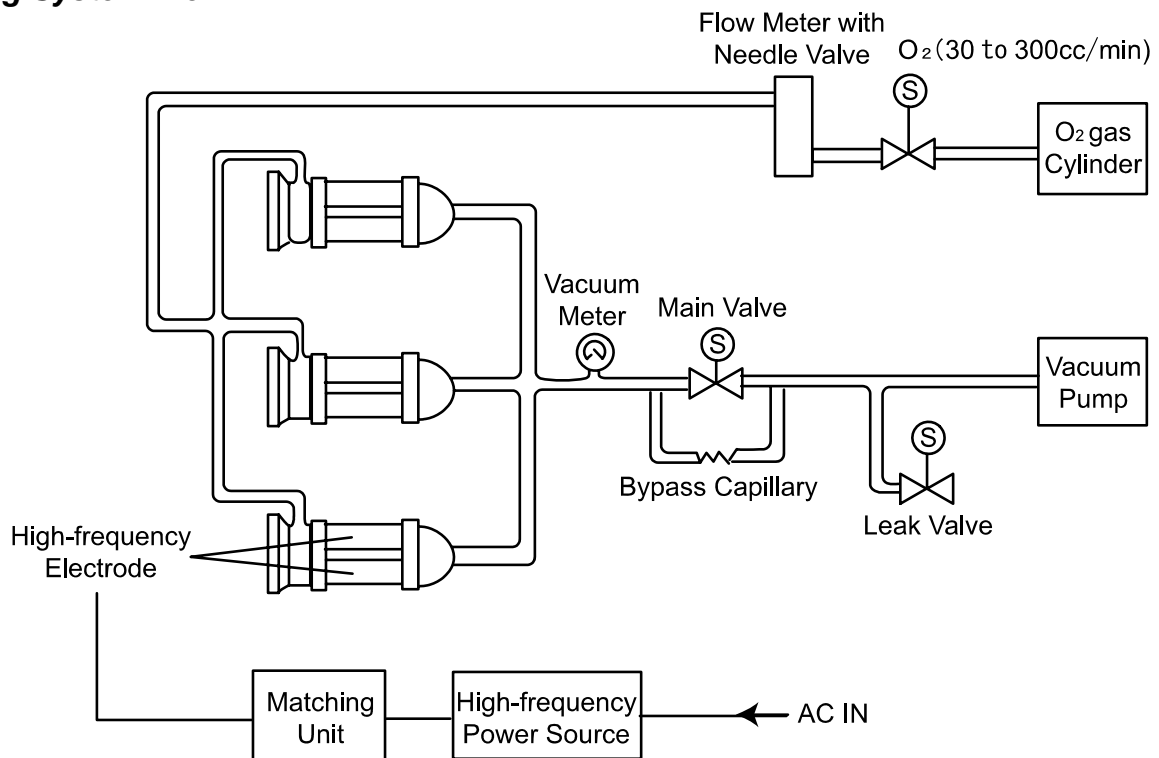 Flow Meter with
Needle Valve
O₂(30 to 300cc/min)
S
O₂ gas
Cylinder
Vacuum
Meter
Main Valve
S
Vacuum
Pump
Bypass Capillary
S
Leak Valve
High-frequency
Electrode
Matching
Unit
High-frequency
Power Source
AC IN